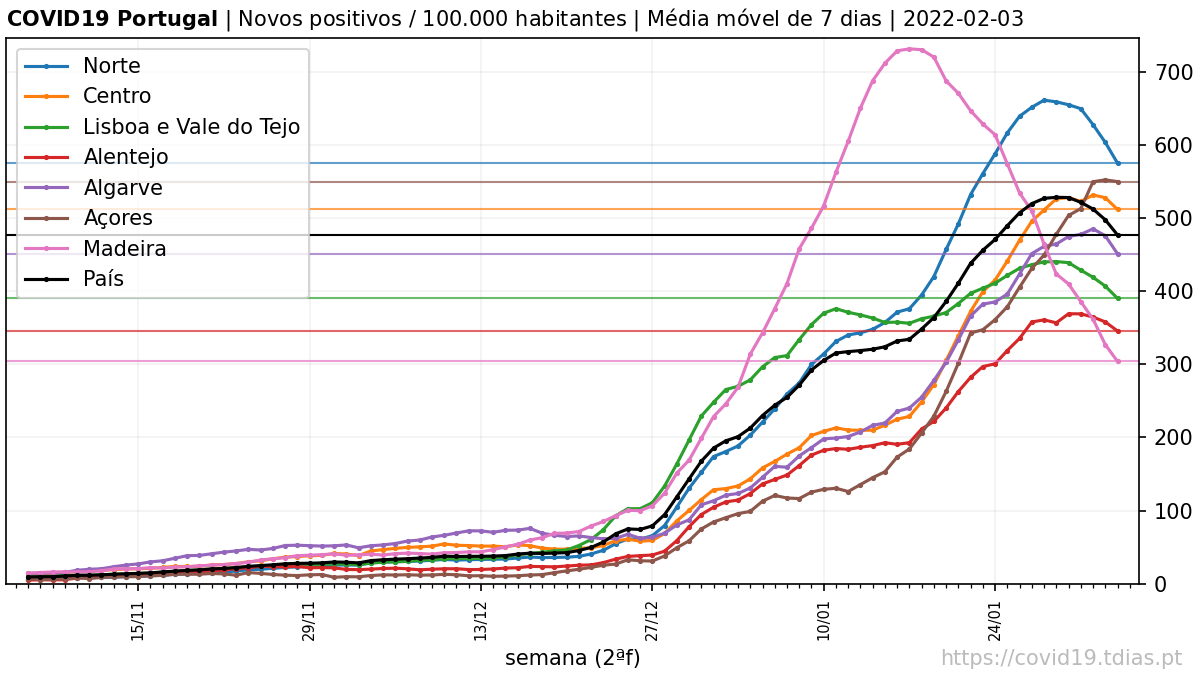 COVID19 Portugal | Novos positivos / 100.000 habitantes | Média móvel de 7 dias | 2022-02-03
Norte
Centro
Lisboa e Vale do Tejo
Alentejo
Algarve
Açores
Madeira
País
700
600
500
400
300
200
100
0
15/11
29/11
13/12
27/12
10/01
24/01
semana (2ªf)
https://covid19.tdias.pt